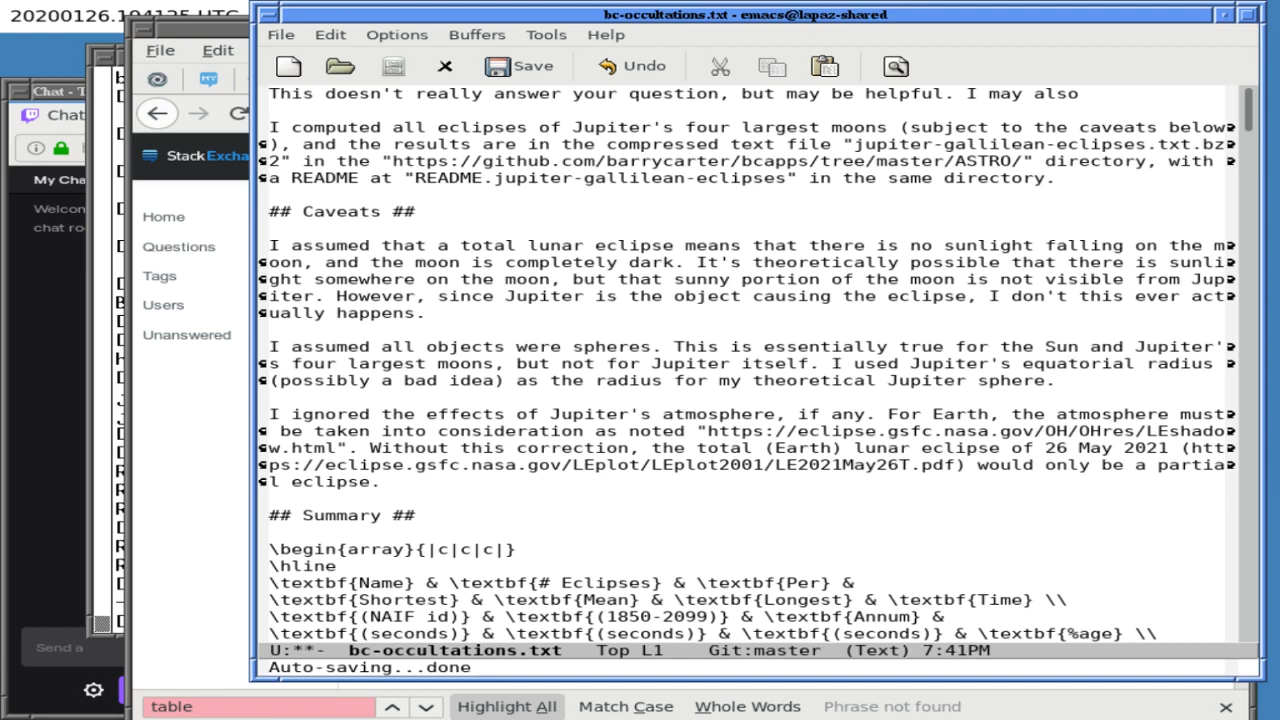 20200126.194125 UTC
bc-occultations.txt - emacs@lapaz-shared
File Edit Options Buffers Tools Help
Save Undo
This doesn't really answer your question, but may be helpful. I may also
I computed all eclipses of Jupiter's four largest moons (subject to the caveats below
), and the results are in the compressed text file "jupiter-gallilean-eclipses.txt.bz
2" in the "https://github.com/barrycarter/bcapps/tree/master/ASTRO/" directory, with
a README at "README.jupiter-gallilean-eclipses" in the same directory.
## Caveats ##
I assumed that a total lunar eclipse means that there is no sunlight falling on the m
oon, and the moon is completely dark. It's theoretically possible that there is sunli
ght somewhere on the moon, but that sunny portion of the moon is not visible from Jup
iter. However, since Jupiter is the object causing the eclipse, I don't this ever act
ually happens.
I assumed all objects were spheres. This is essentially true for the Sun and Jupiter'
s four largest moons, but not for Jupiter itself. I used Jupiter's equatorial radius
(possibly a bad idea) as the radius for my theoretical Jupiter sphere.
I ignored the effects of Jupiter's atmosphere, if any. For Earth, the atmosphere must
be taken into consideration as noted "https://eclipse.gsfc.nasa.gov/OH/OHres/LEshado
w.html". Without this correction, the total (Earth) lunar eclipse of 26 May 2021 (htt
ps://eclipse.gsfc.nasa.gov/LEplot/LEplot2001/LE2021May26T.pdf) would only be a partia
l eclipse.
## Summary ##
\begin{array}{|c|c|c|}
\hline
\textbf{Name} & \textbf{# Eclipses} & \textbf{Per} &
\textbf{Shortest} & \textbf{Mean} & \textbf{Longest} & \textbf{Time} \\
\textbf{(NAIF id)} & \textbf{(1850-2099)} & \textbf{Annum} &
\textbf{(seconds)} & \textbf{(seconds)} & \textbf{(seconds)} & \textbf{%age} \\
U:**- bc-occultations.txt Top L1 Git:master (Text) 7:41PM
Auto-saving...done
File Edit
MY
StackExcha
Home
Questions
Tags
Users
Unanswered
Chat - T
Chat
My Cha
Welcom
chat ro
Send a
table Highlight All Match Case Whole Words Phrase not found